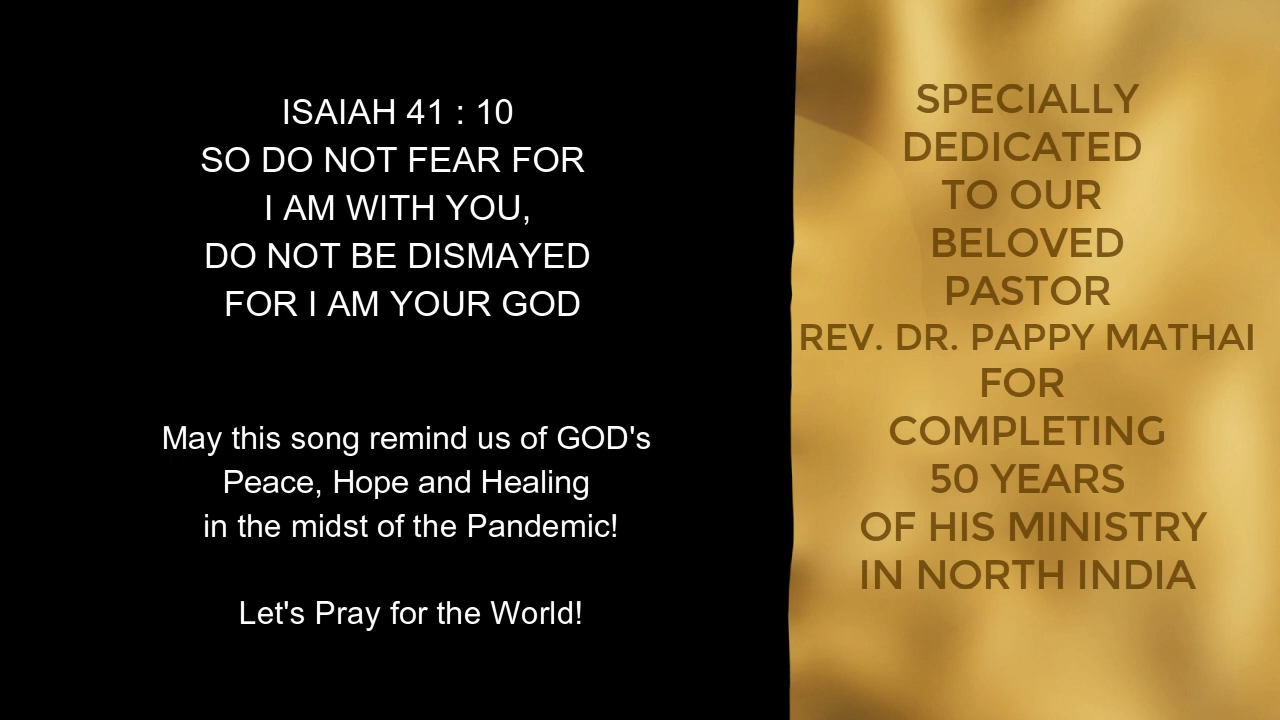 ISAIAH 41 : 10
SO DO NOT FEAR FOR
I AM WITH YOU,
DO NOT BE DISMAYED
FOR I AM YOUR GOD
May this song remind us of GOD's
Peace, Hope and Healing
in the midst of the Pandemic!
Let's Pray for the World!
SPECIALLY
DEDICATED
TO OUR
BELOVED
PASTOR
REV. DR. PAPPY MATHAI
FOR
COMPLETING
50 YEARS
OF HIS MINISTRY
IN NORTH INDIA